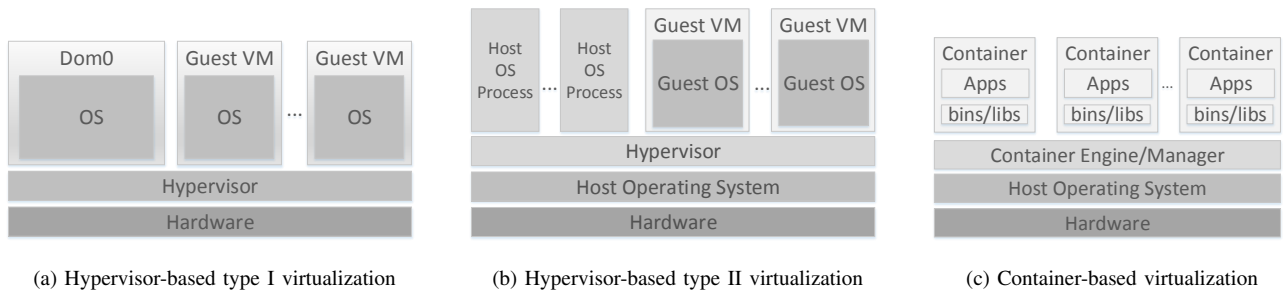 Dom0
OS
Guest VM
OS
...
Guest VM
OS
Hypervisor
Hardware
(a) Hypervisor-based type I virtualization
Host
OS
Process
...
Host
OS
Process
Guest VM
Guest OS
...
Guest VM
Guest OS
Hypervisor
Host Operating System
Hardware
(b) Hypervisor-based type II virtualization
Container
Apps
bins/libs
Container
Apps
bins/libs
...
Container
Apps
bins/libs
Container Engine/Manager
Host Operating System
Hardware
(c) Container-based virtualization